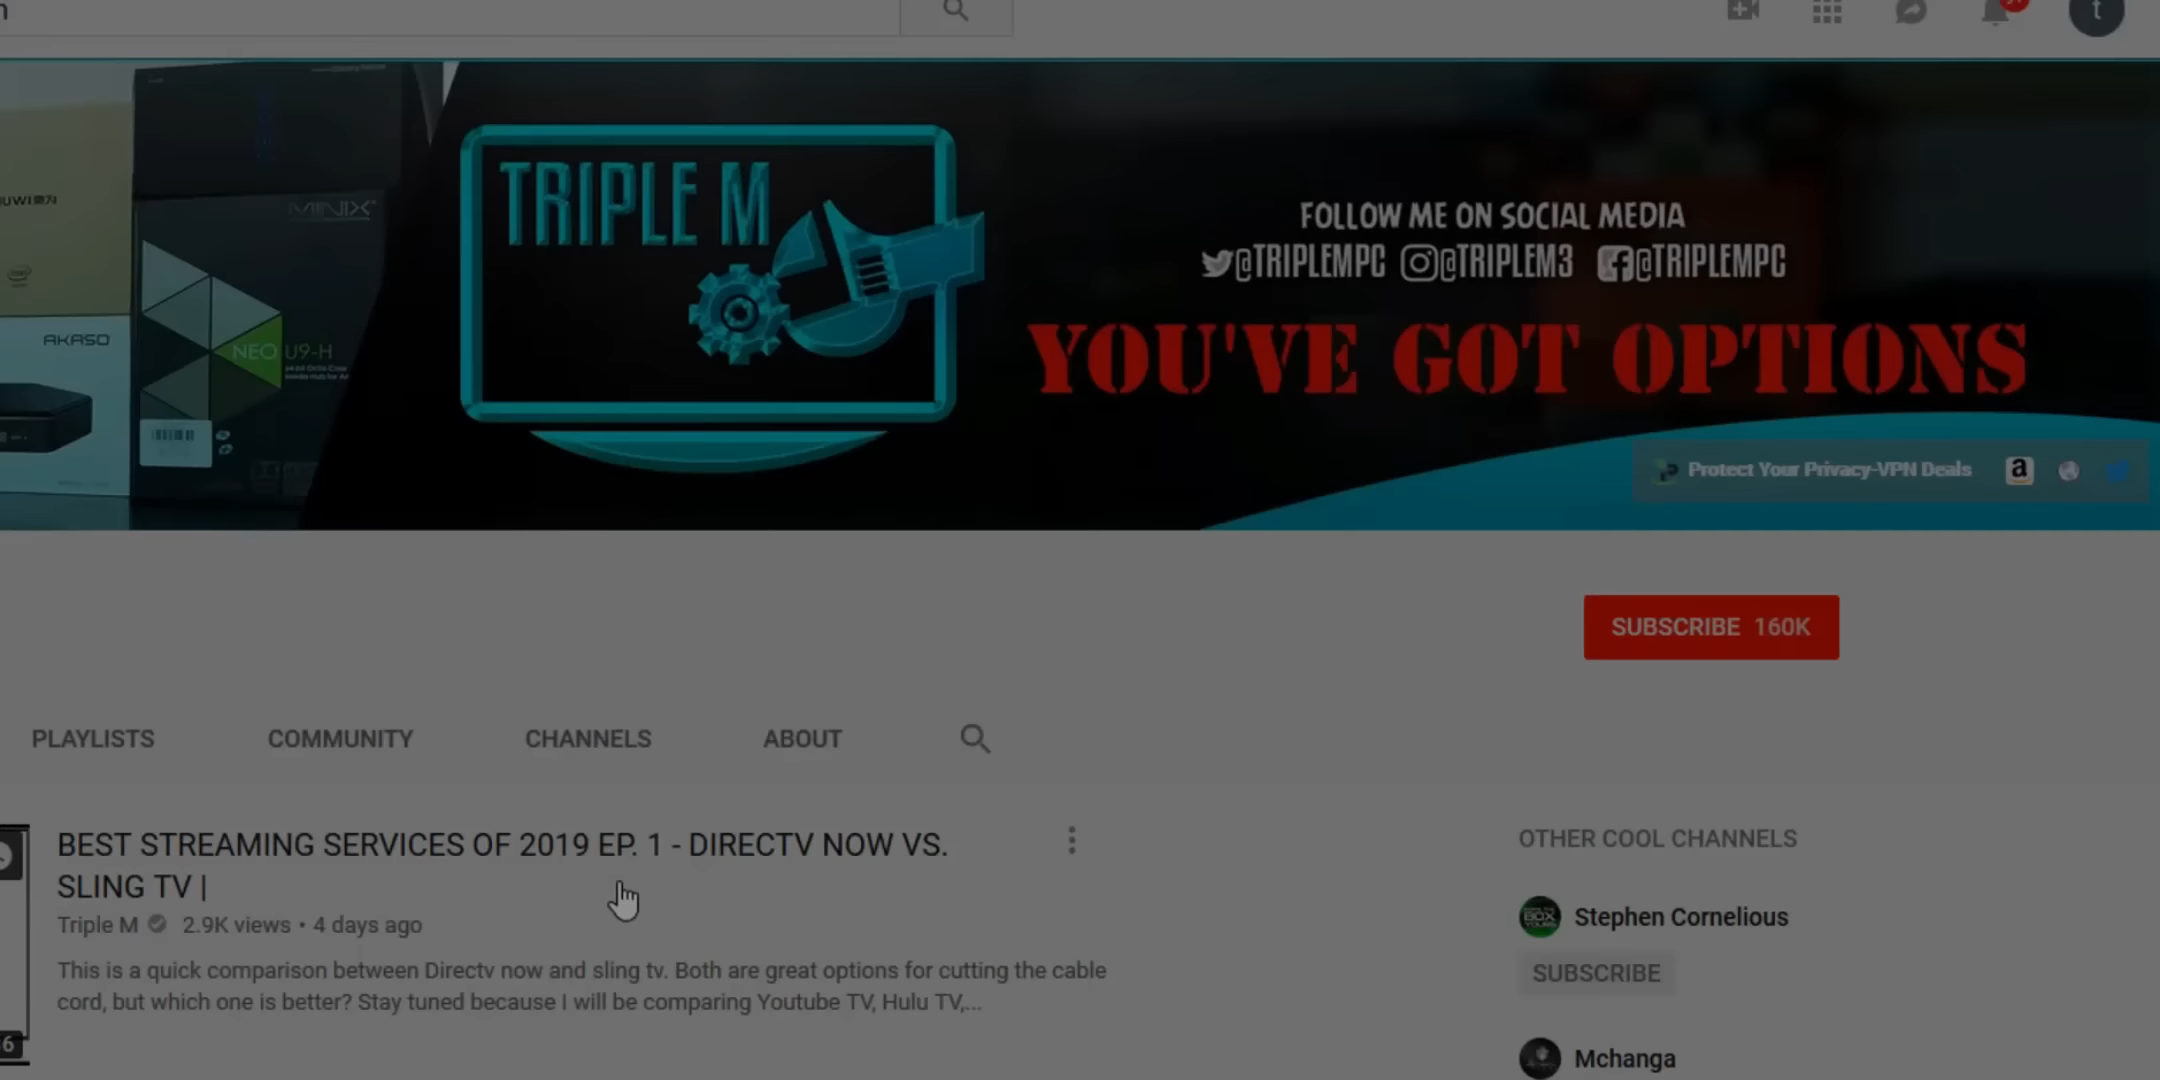 t
TRIPLE M
MINIX
AKASO
NEO U9-H
FOLLOW ME ON SOCIAL MEDIA
@TRIPLEMPC @TRIPLEM3 @TRIPLEMPC
YOU'VE GOT OPTIONS
Protect Your Privacy-VPN Deals
SUBSCRIBE 160K
PLAYLISTS COMMUNITY CHANNELS ABOUT
BEST STREAMING SERVICES OF 2019 EP. 1 - DIRECTV NOW VS.
SLING TV |
Triple M 2.9K views • 4 days ago
This is a quick comparison between Directv now and sling tv. Both are great options for cutting the cable
cord, but which one is better? Stay tuned because I will be comparing Youtube TV, Hulu TV,...
OTHER COOL CHANNELS
Stephen Cornelious
SUBSCRIBE
Mchanga